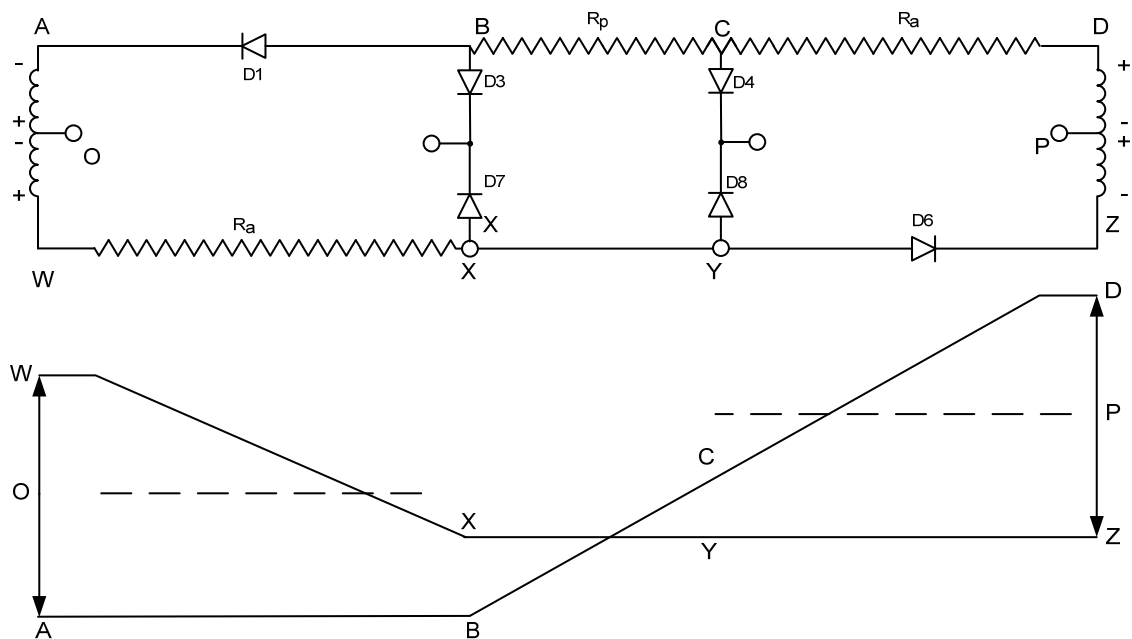 A
B
Rp
C
Ra
D
D1
D3
D4
-
+
-
+
O
+
-
+
-
P
D7
D8
X
Ra
D6
Z
W
X
Y
D
W
P
C
O
X
Y
Z
A
B